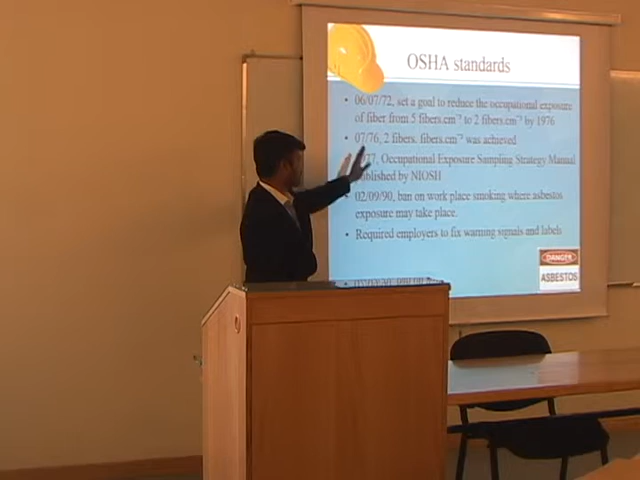 OSHA standards
• 06/07/72, set a goal to reduce the occupational exposure
of fiber from 5 fibers.cm⁻³ to 2 fibers.cm⁻³ by 1976
• 07/76, 2 fibers. fibers.cm⁻³ was achieved
77, Occupational Exposure Sampling Strategy Manual
published by NIOSH
02/09/90, ban on work place smoking where asbestos
exposure may take place.
• Required employers to fix warning signals and labels
DANGER
ASBESTOS